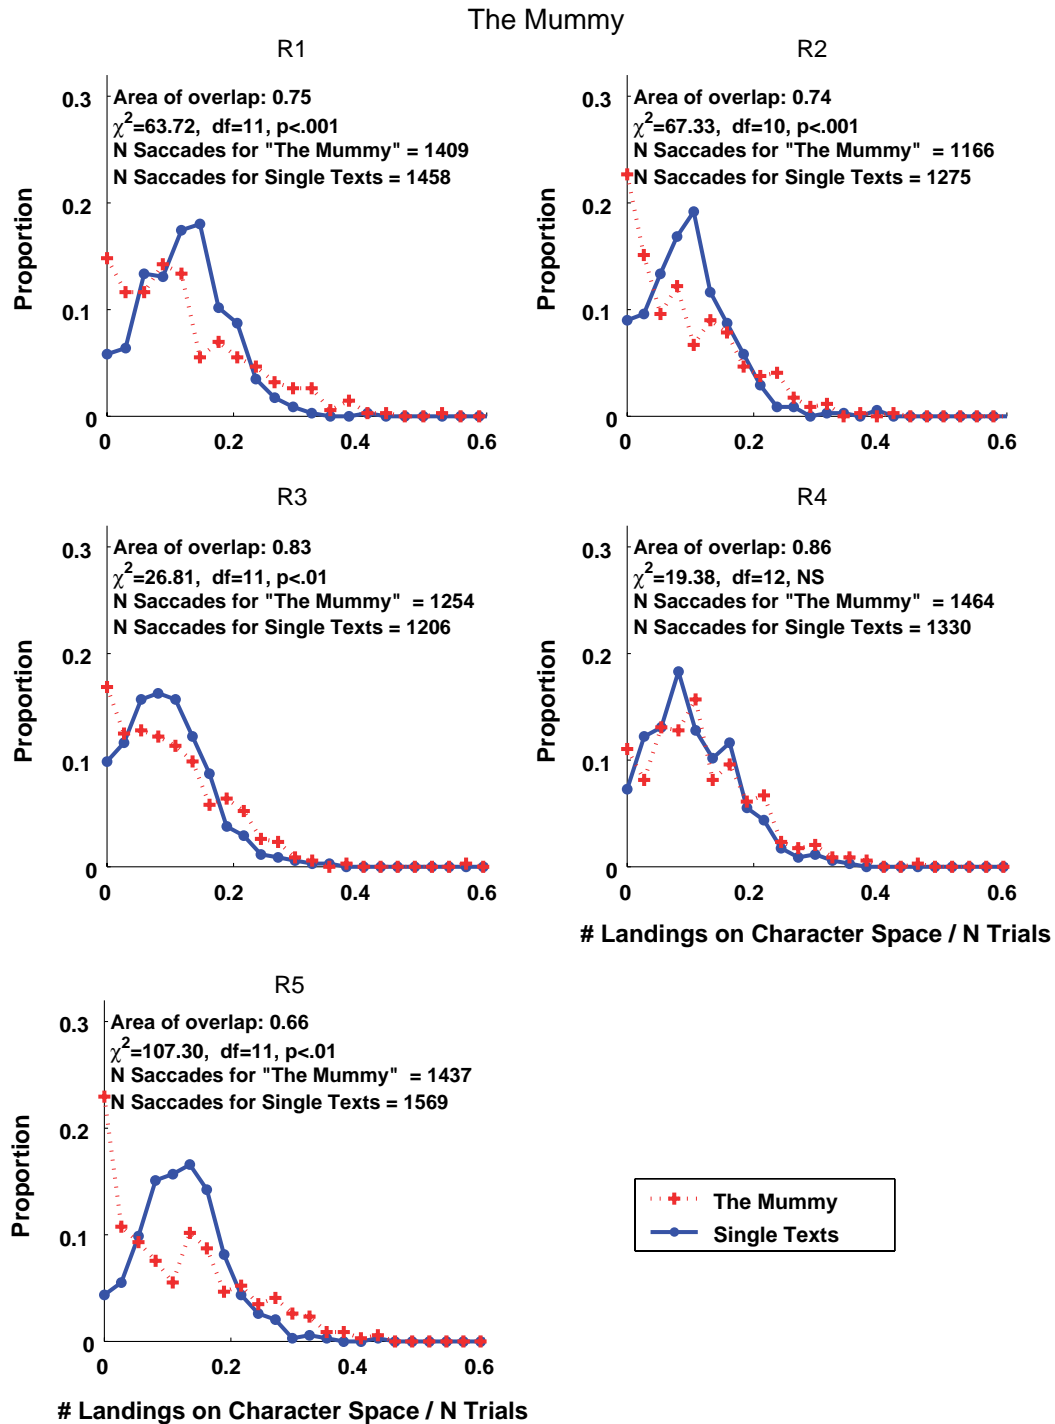 The Mummy
R1
Area of overlap: 0.75
χ²=63.72, df=11, p<.001
N Saccades for "The Mummy" = 1409
N Saccades for Single Texts = 1458
Proportion
0.3
0.2
0.1
0
0 0.2 0.4 0.6
R2
Area of overlap: 0.74
χ²=67.33, df=10, p<.001
N Saccades for "The Mummy" = 1166
N Saccades for Single Texts = 1275
Proportion
0.3
0.2
0.1
0
0 0.2 0.4 0.6
R3
Area of overlap: 0.83
χ²=26.81, df=11, p<.01
N Saccades for "The Mummy" = 1254
N Saccades for Single Texts = 1206
Proportion
0.3
0.2
0.1
0
0 0.2 0.4 0.6
R4
Area of overlap: 0.86
χ²=19.38, df=12, NS
N Saccades for "The Mummy" = 1464
N Saccades for Single Texts = 1330
Proportion
0.3
0.2
0.1
0
0 0.2 0.4 0.6
# Landings on Character Space / N Trials
R5
Area of overlap: 0.66
χ²=107.30, df=11, p<.01
N Saccades for "The Mummy" = 1437
N Saccades for Single Texts = 1569
Proportion
0.3
0.2
0.1
0
0 0.2 0.4 0.6
# Landings on Character Space / N Trials
The Mummy
Single Texts